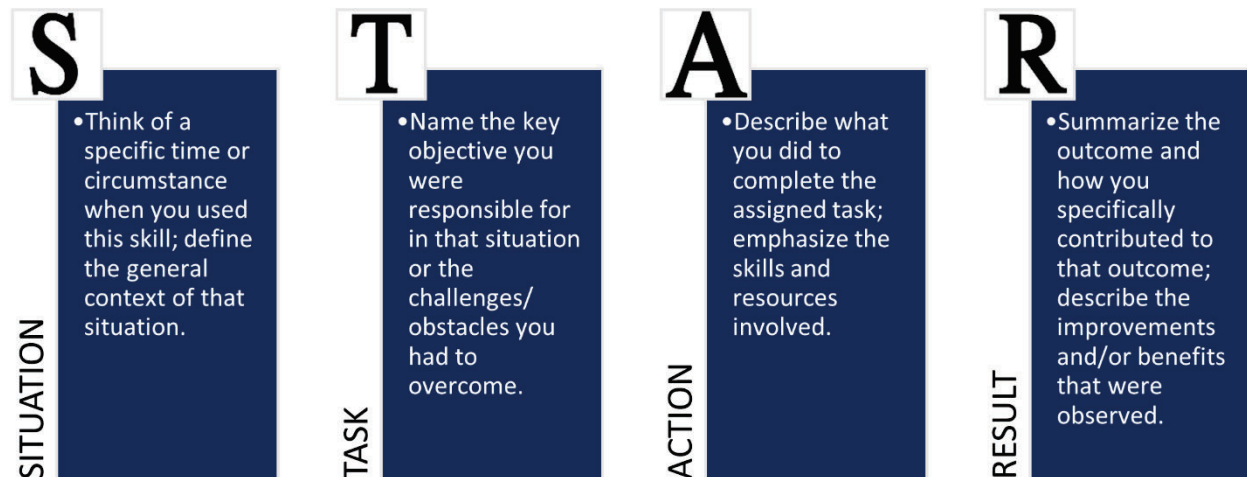 S
SITUATION
•Think of a
specific time or
circumstance
when you used
this skill; define
the general
context of that
situation.
T
TASK
•Name the key
objective you
were
responsible for
in that situation
or the
challenges/
obstacles you
had to
overcome.
A
ACTION
•Describe what
you did to
complete the
assigned task;
emphasize the
skills and
resources
involved.
R
RESULT
•Summarize the
outcome and
how you
specifically
contributed to
that outcome;
describe the
improvements
and/or benefits
that were
observed.